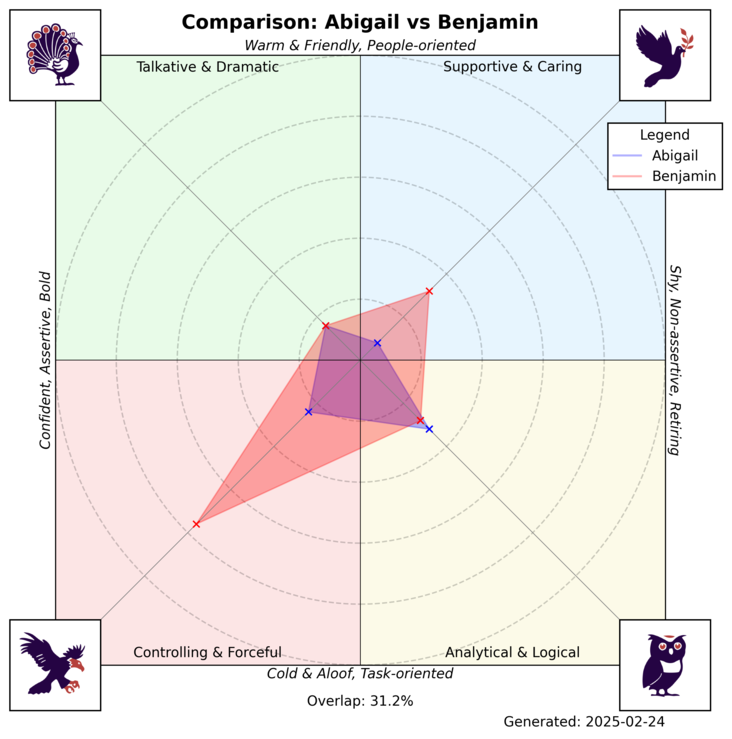 Comparison: Abigail vs Benjamin
Warm & Friendly, People-oriented
Talkative & Dramatic
Supportive & Caring
Legend
Abigail
Benjamin
Confident, Assertive, Bold
Shy, Non-assertive, Retiring
Controlling & Forceful
Analytical & Logical
Cold & Aloof, Task-oriented
Overlap: 31.2%
Generated: 2025-02-24